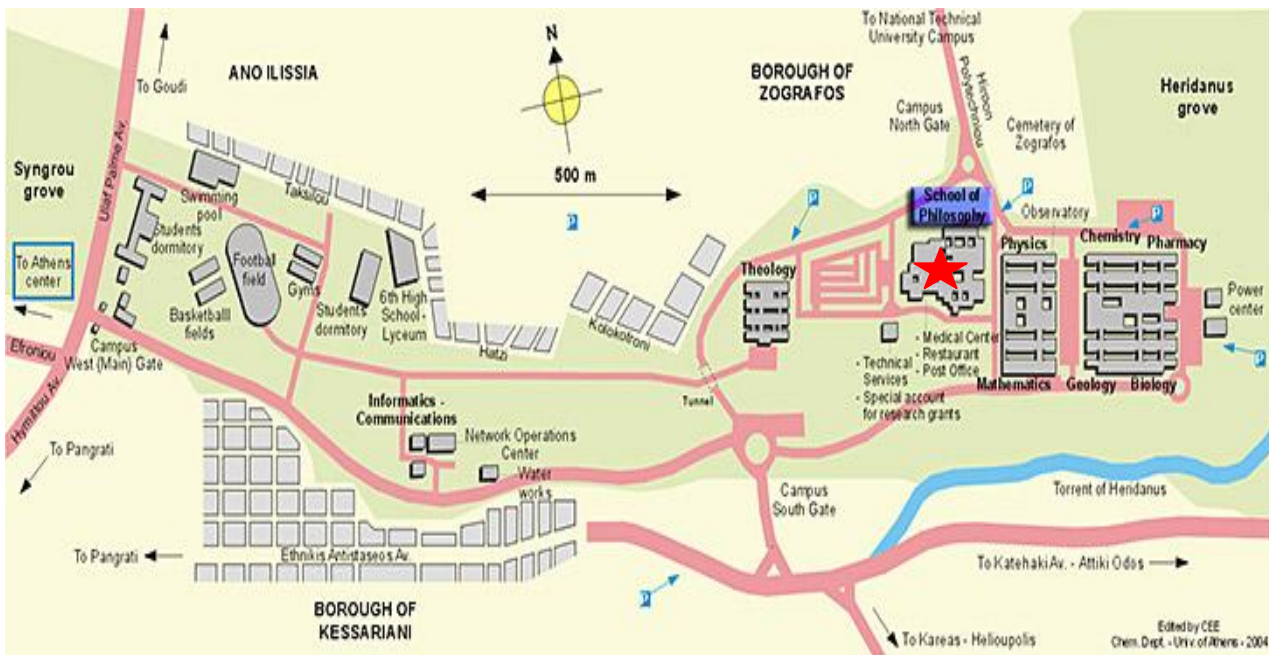 To National Technical
University Campus
N
ANO ILISSIA
BOROUGH OF
ZOGRAFOS
Heridanus
grove
To Goudi
Hiroon
Polytechniou
Campus
North Gate
Cemetery of
Zografos
Ulaf Palme Av.
Syngrou
grove
500 m
Taksilou
Swimming
pool
P
P
P
P
School of
Philosophy
Observatory
Students
dormitory
Physics
Chemistry
Pharmacy
To Athens
center
Football
field
Gyms
Theology
Power
center
Basketball
fields
Students
dormitory
6th High
School -
Lyceum
Kolokotroni
Hatzi
Efroniou
Campus
West (Main) Gate
- Technical
Services
- Special account
for research grants
- Medical Center
- Restaurant
- Post Office
P
Mathematics
Geology
Biology
Hymittou Av.
Tunnel
Informatics -
Communications
Network Operations
Center
Water
works
To Pangrati
Campus
South Gate
Torrent of Heridanus
To Pangrati
Ethnikis Antistaseos Av.
To Katehaki Av. - Attiki Odos
P
BOROUGH OF
KESSARIANI
To Kareas - Helioupolis
Edited by CEE
Chem. Dept. - Univ. of Athens - 2004